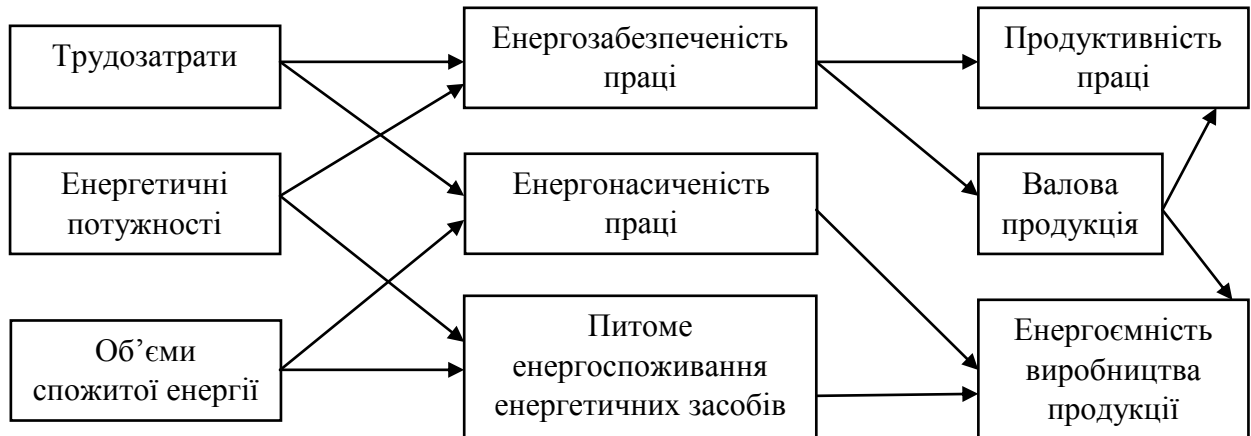 Трудозатрати
Енергозабезпеченість
праці
Продуктивність
праці
Енергетичні
потужності
Енергонасиченість
праці
Валова
продукція
Об’єми
спожитої енергії
Питоме
енергоспоживання
енергетичних засобів
Енергоємність
виробництва
продукції